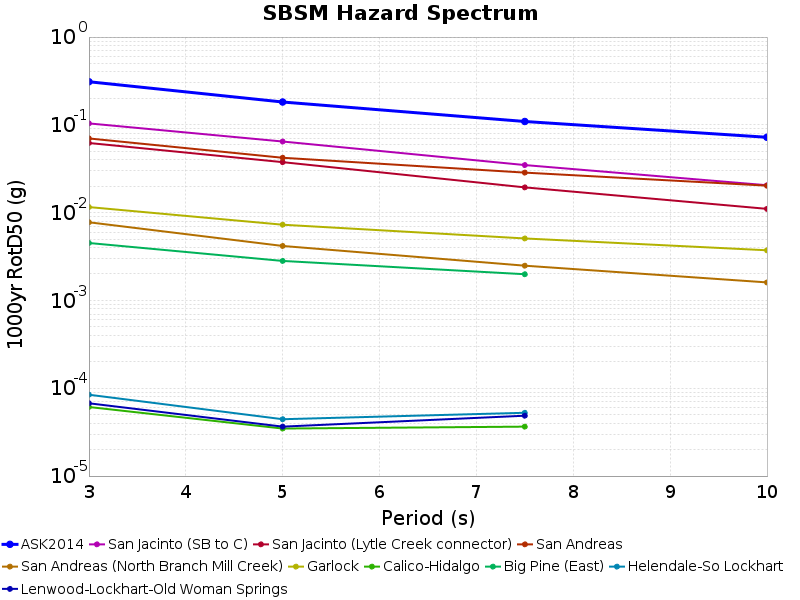 SBSM Hazard Spectrum
1000yr RotD50 (g)
10^0
10^-1
10^-2
10^-3
10^-4
10^-5
3 4 5 6 7 8 9 10
Period (s)
ASK2014 San Jacinto (SB to C) San Jacinto (Lytle Creek connector) San Andreas
San Andreas (North Branch Mill Creek) Garlock Calico-Hidalgo Big Pine (East) Helendale-So Lockhart
Lenwood-Lockhart-Old Woman Springs